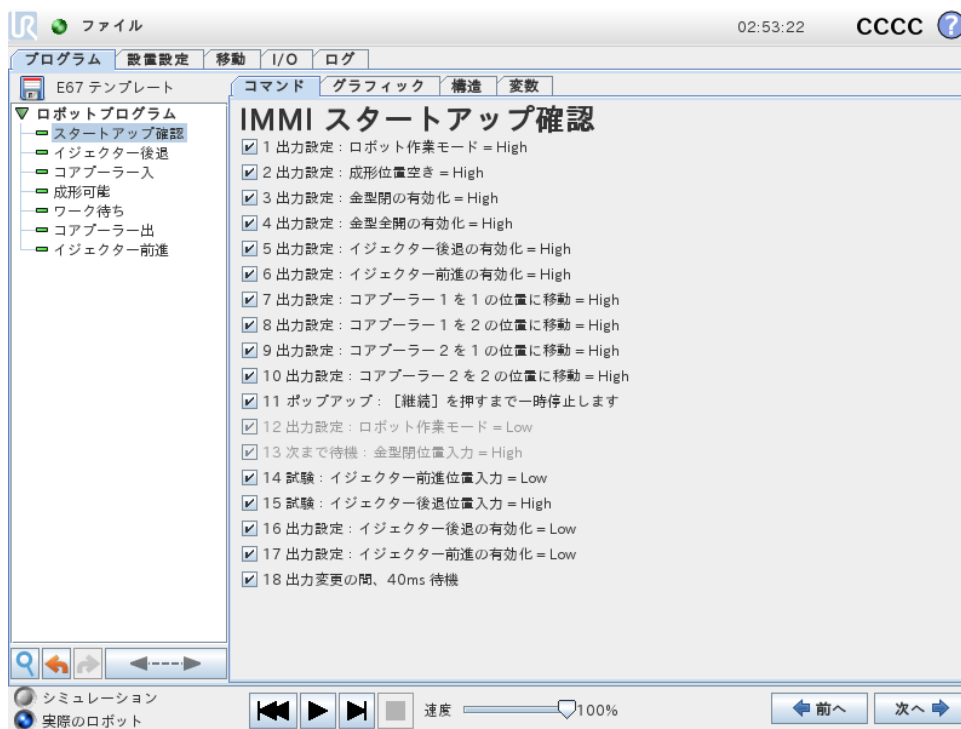 UR ファイル 02:53:22 CCCC ?
プログラム 設置設定 移動 I/O ログ
E67 テンプレート
コマンド グラフィック 構造 変数
ロボットプログラム
スタートアップ確認
イジェクター後退
コアプーラー入
成形可能
ワーク待ち
コアプーラー出
イジェクター前進
IMMI スタートアップ確認
1 出力設定：ロボット作業モード = High
2 出力設定：成形位置空き = High
3 出力設定：金型閉の有効化 = High
4 出力設定：金型全開の有効化 = High
5 出力設定：イジェクター後退の有効化 = High
6 出力設定：イジェクター前進の有効化 = High
7 出力設定：コアプーラー 1 を 1 の位置に移動 = High
8 出力設定：コアプーラー 1 を 2 の位置に移動 = High
9 出力設定：コアプーラー 2 を 1 の位置に移動 = High
10 出力設定：コアプーラー 2 を 2 の位置に移動 = High
11 ポップアップ：［継続］を押すまで一時停止します
12 出力設定：ロボット作業モード = Low
13 次まで待機：金型閉位置入力 = High
14 試験：イジェクター前進位置入力 = Low
15 試験：イジェクター後退位置入力 = High
16 出力設定：イジェクター後退の有効化 = Low
17 出力設定：イジェクター前進の有効化 = Low
18 出力変更の間、40ms 待機
シミュレーション
実際のロボット
速度 100%
前へ 次へ